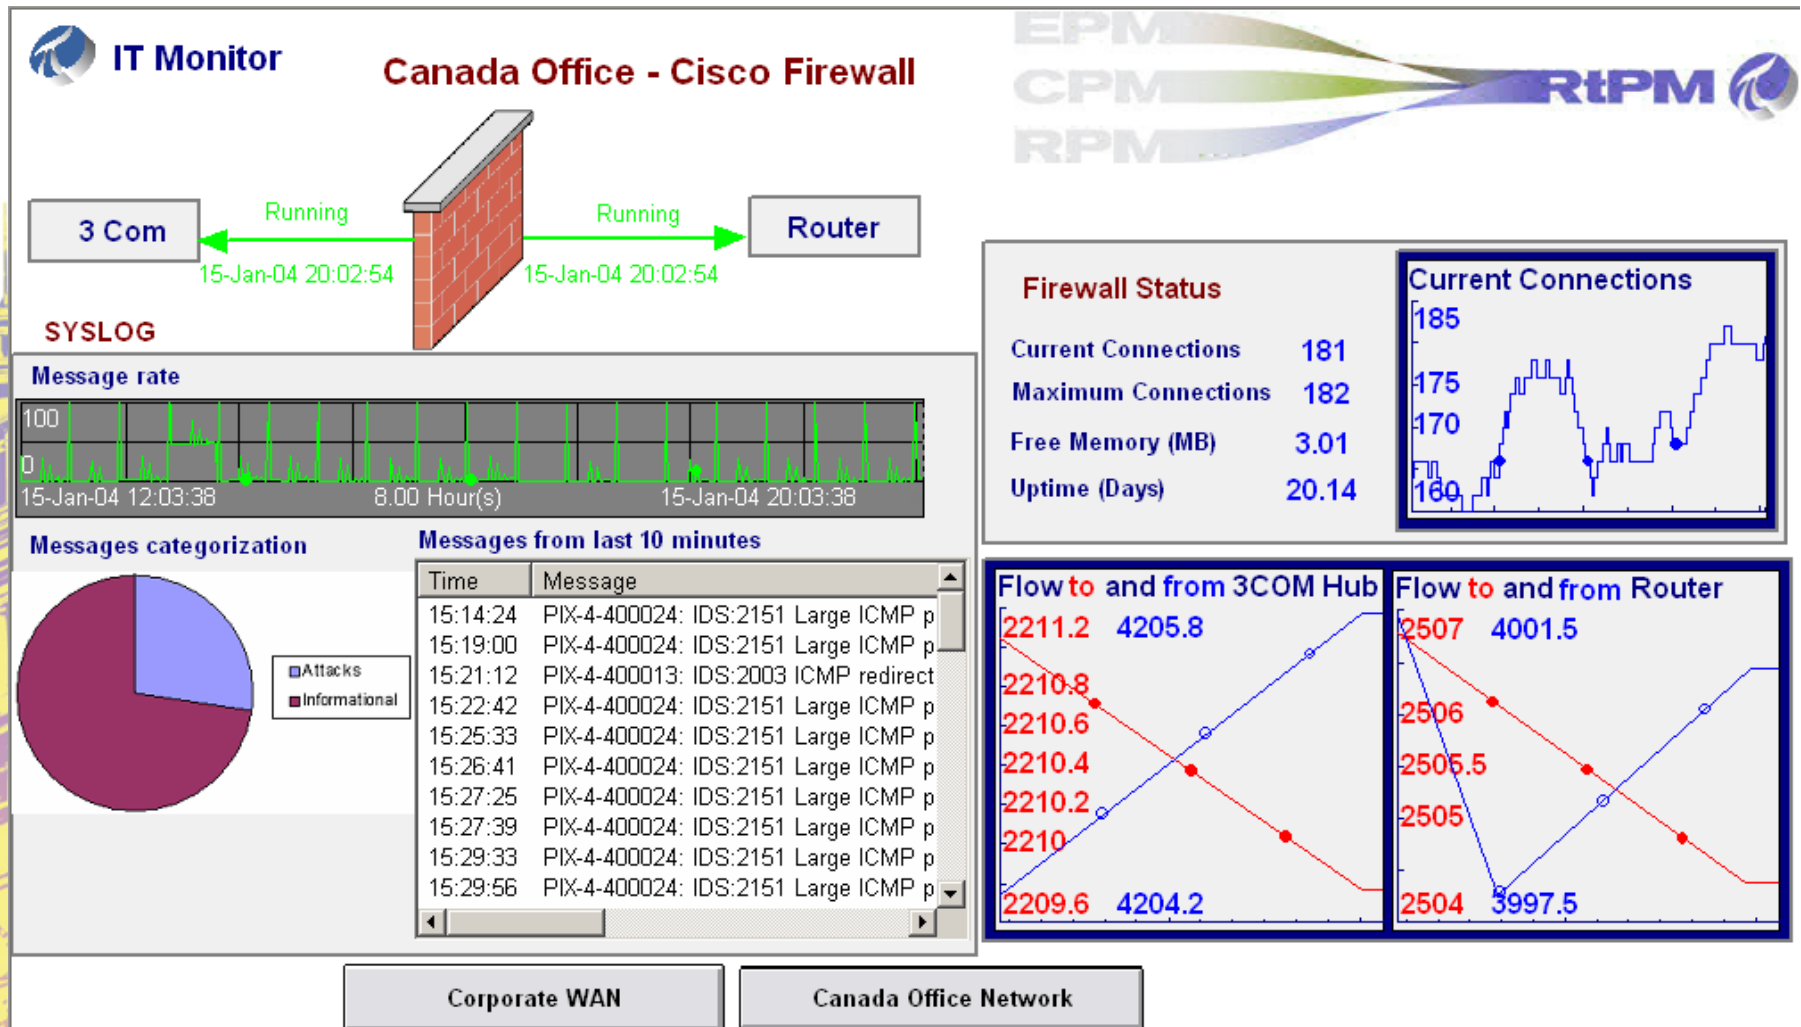 IT Monitor
Canada Office - Cisco Firewall
EPM
CPM
RPM
RtPM
3 Com
Running
15-Jan-04 20:02:54
Running
15-Jan-04 20:02:54
Router
SYSLOG
Message rate
100
0
15-Jan-04 12:03:38
8.00 Hour(s)
15-Jan-04 20:03:38
Messages categorization
Attacks
Informational
Messages from last 10 minutes
Time Message
15:14:24 PIX-4-400024: IDS:2151 Large ICMP p
15:19:00 PIX-4-400024: IDS:2151 Large ICMP p
15:21:12 PIX-4-400013: IDS:2003 ICMP redirect
15:22:42 PIX-4-400024: IDS:2151 Large ICMP p
15:25:33 PIX-4-400024: IDS:2151 Large ICMP p
15:26:41 PIX-4-400024: IDS:2151 Large ICMP p
15:27:25 PIX-4-400024: IDS:2151 Large ICMP p
15:27:39 PIX-4-400024: IDS:2151 Large ICMP p
15:29:33 PIX-4-400024: IDS:2151 Large ICMP p
15:29:56 PIX-4-400024: IDS:2151 Large ICMP p
Firewall Status
Current Connections 181
Maximum Connections 182
Free Memory (MB) 3.01
Uptime (Days) 20.14
Current Connections
185
175
170
160
Flow to and from 3COM Hub
2211.2 4205.8
2210.8
2210.6
2210.4
2210.2
2210
2209.6 4204.2
Flow to and from Router
2507 4001.5
2506
2505.5
2505
2504 3997.5
Corporate WAN
Canada Office Network